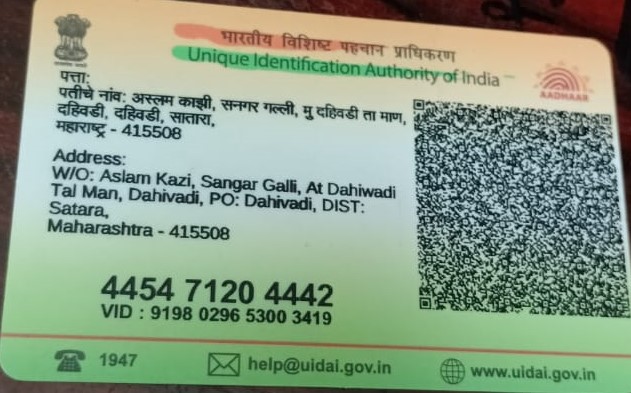 भारतीय विशिष्ट पहचान प्राधिकरण
Unique Identification Authority of India
AADHAAR
पत्ता:
पतीचे नांव: अस्लम काझी, सनगर गल्ली, मु दहिवडी ता माण,
दहिवडी, दहिवडी, सातारा,
महाराष्ट्र - 415508
Address:
W/O: Aslam Kazi, Sangar Galli, At Dahiwadi
Tal Man, Dahivadi, PO: Dahivadi, DIST:
Satara,
Maharashtra - 415508
4454 7120 4442
VID : 9198 0296 5300 3419
1947
help@uidai.gov.in
www.uidai.gov.in